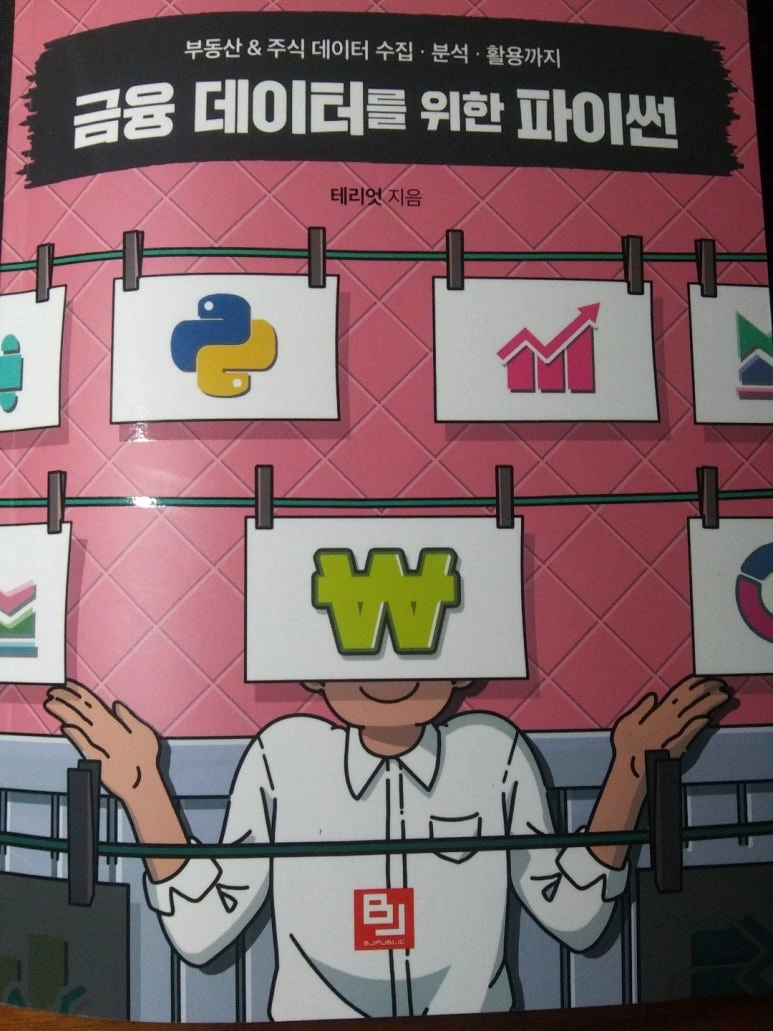 부동산 & 주식 데이터 수집 · 분석 · 활용까지
금융 데이터를 위한 파이썬
테리엇 지음
₩
BJ
BJPUBLIC